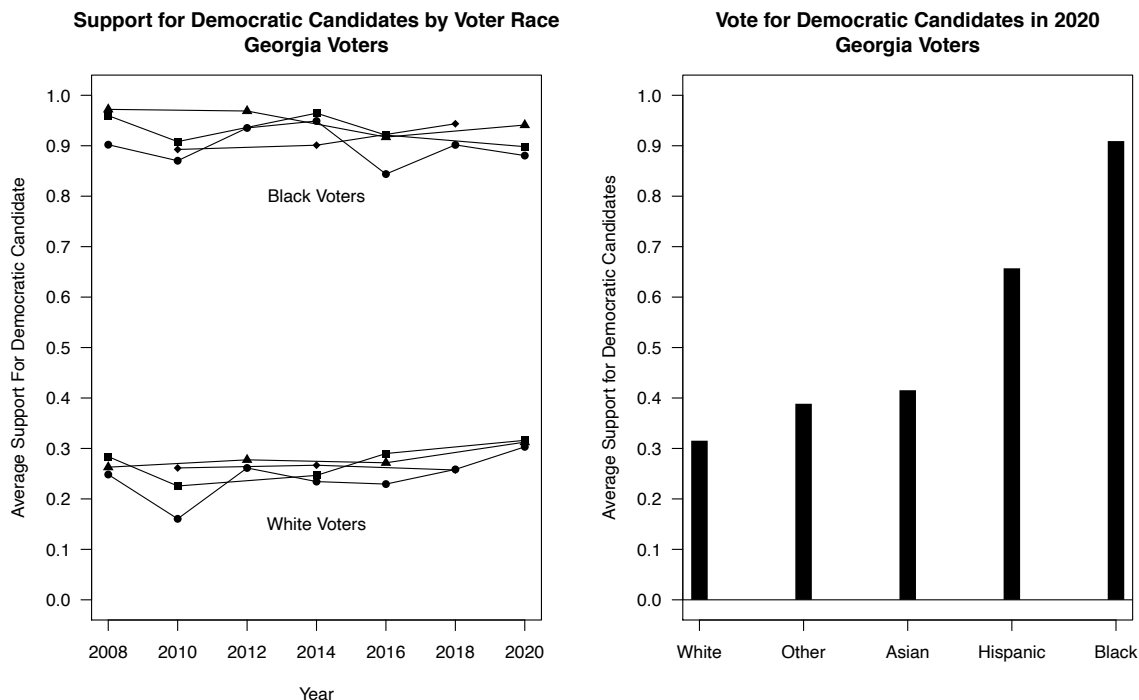 Support for Democratic Candidates by Voter Race
Georgia Voters
Average Support For Democratic Candidate
1.0
0.9
0.8
0.7
0.6
0.5
0.4
0.3
0.2
0.1
0.0
Black Voters
White Voters
2008 2010 2012 2014 2016 2018 2020
Year
Vote for Democratic Candidates in 2020
Georgia Voters
Average Support for Democratic Candidates
1.0
0.9
0.8
0.7
0.6
0.5
0.4
0.3
0.2
0.1
0.0
White Other Asian Hispanic Black